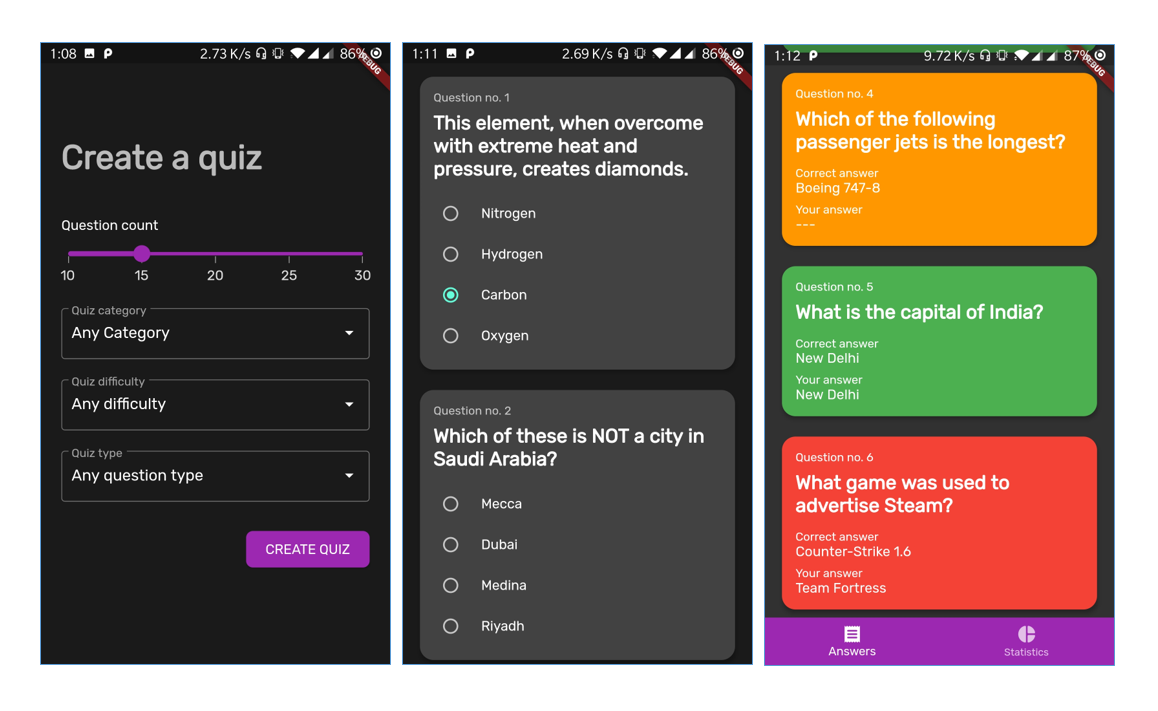 1:08 2.73 K/s 86%
DEBUG
Create a quiz
Question count
10 15 20 25 30
Quiz category
Any Category
Quiz difficulty
Any difficulty
Quiz type
Any question type
CREATE QUIZ
1:11 2.69 K/s 86%
DEBUG
Question no. 1
This element, when overcome
with extreme heat and
pressure, creates diamonds.
Nitrogen
Hydrogen
Carbon
Oxygen
Question no. 2
Which of these is NOT a city in
Saudi Arabia?
Mecca
Dubai
Medina
Riyadh
1:12 9.72 K/s 87%
DEBUG
Question no. 4
Which of the following
passenger jets is the longest?
Correct answer
Boeing 747-8
Your answer
---
Question no. 5
What is the capital of India?
Correct answer
New Delhi
Your answer
New Delhi
Question no. 6
What game was used to
advertise Steam?
Correct answer
Counter-Strike 1.6
Your answer
Team Fortress
Answers
Statistics